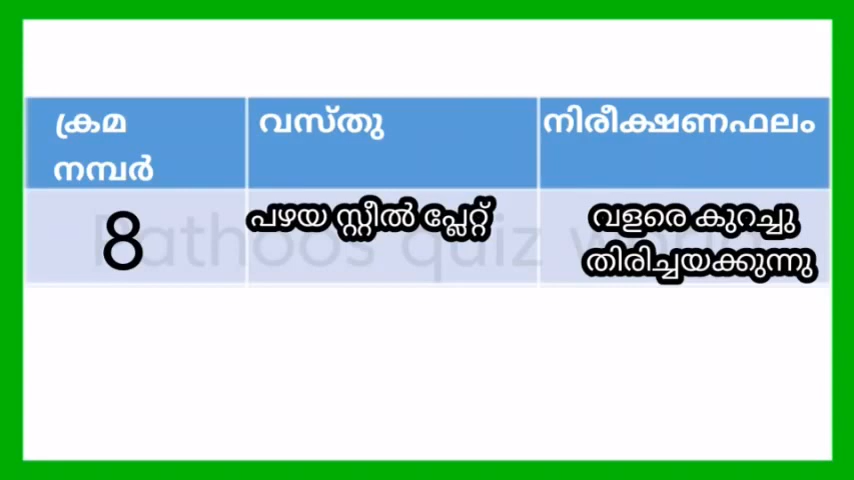 ക്രമ
നമ്പർ
വസ്തു
നിരീക്ഷണഫലം
8
പഴയ സ്റ്റീൽ പ്ലേറ്റ്
വളരെ കുറച്ചു
തിരിച്ചയക്കുന്നു